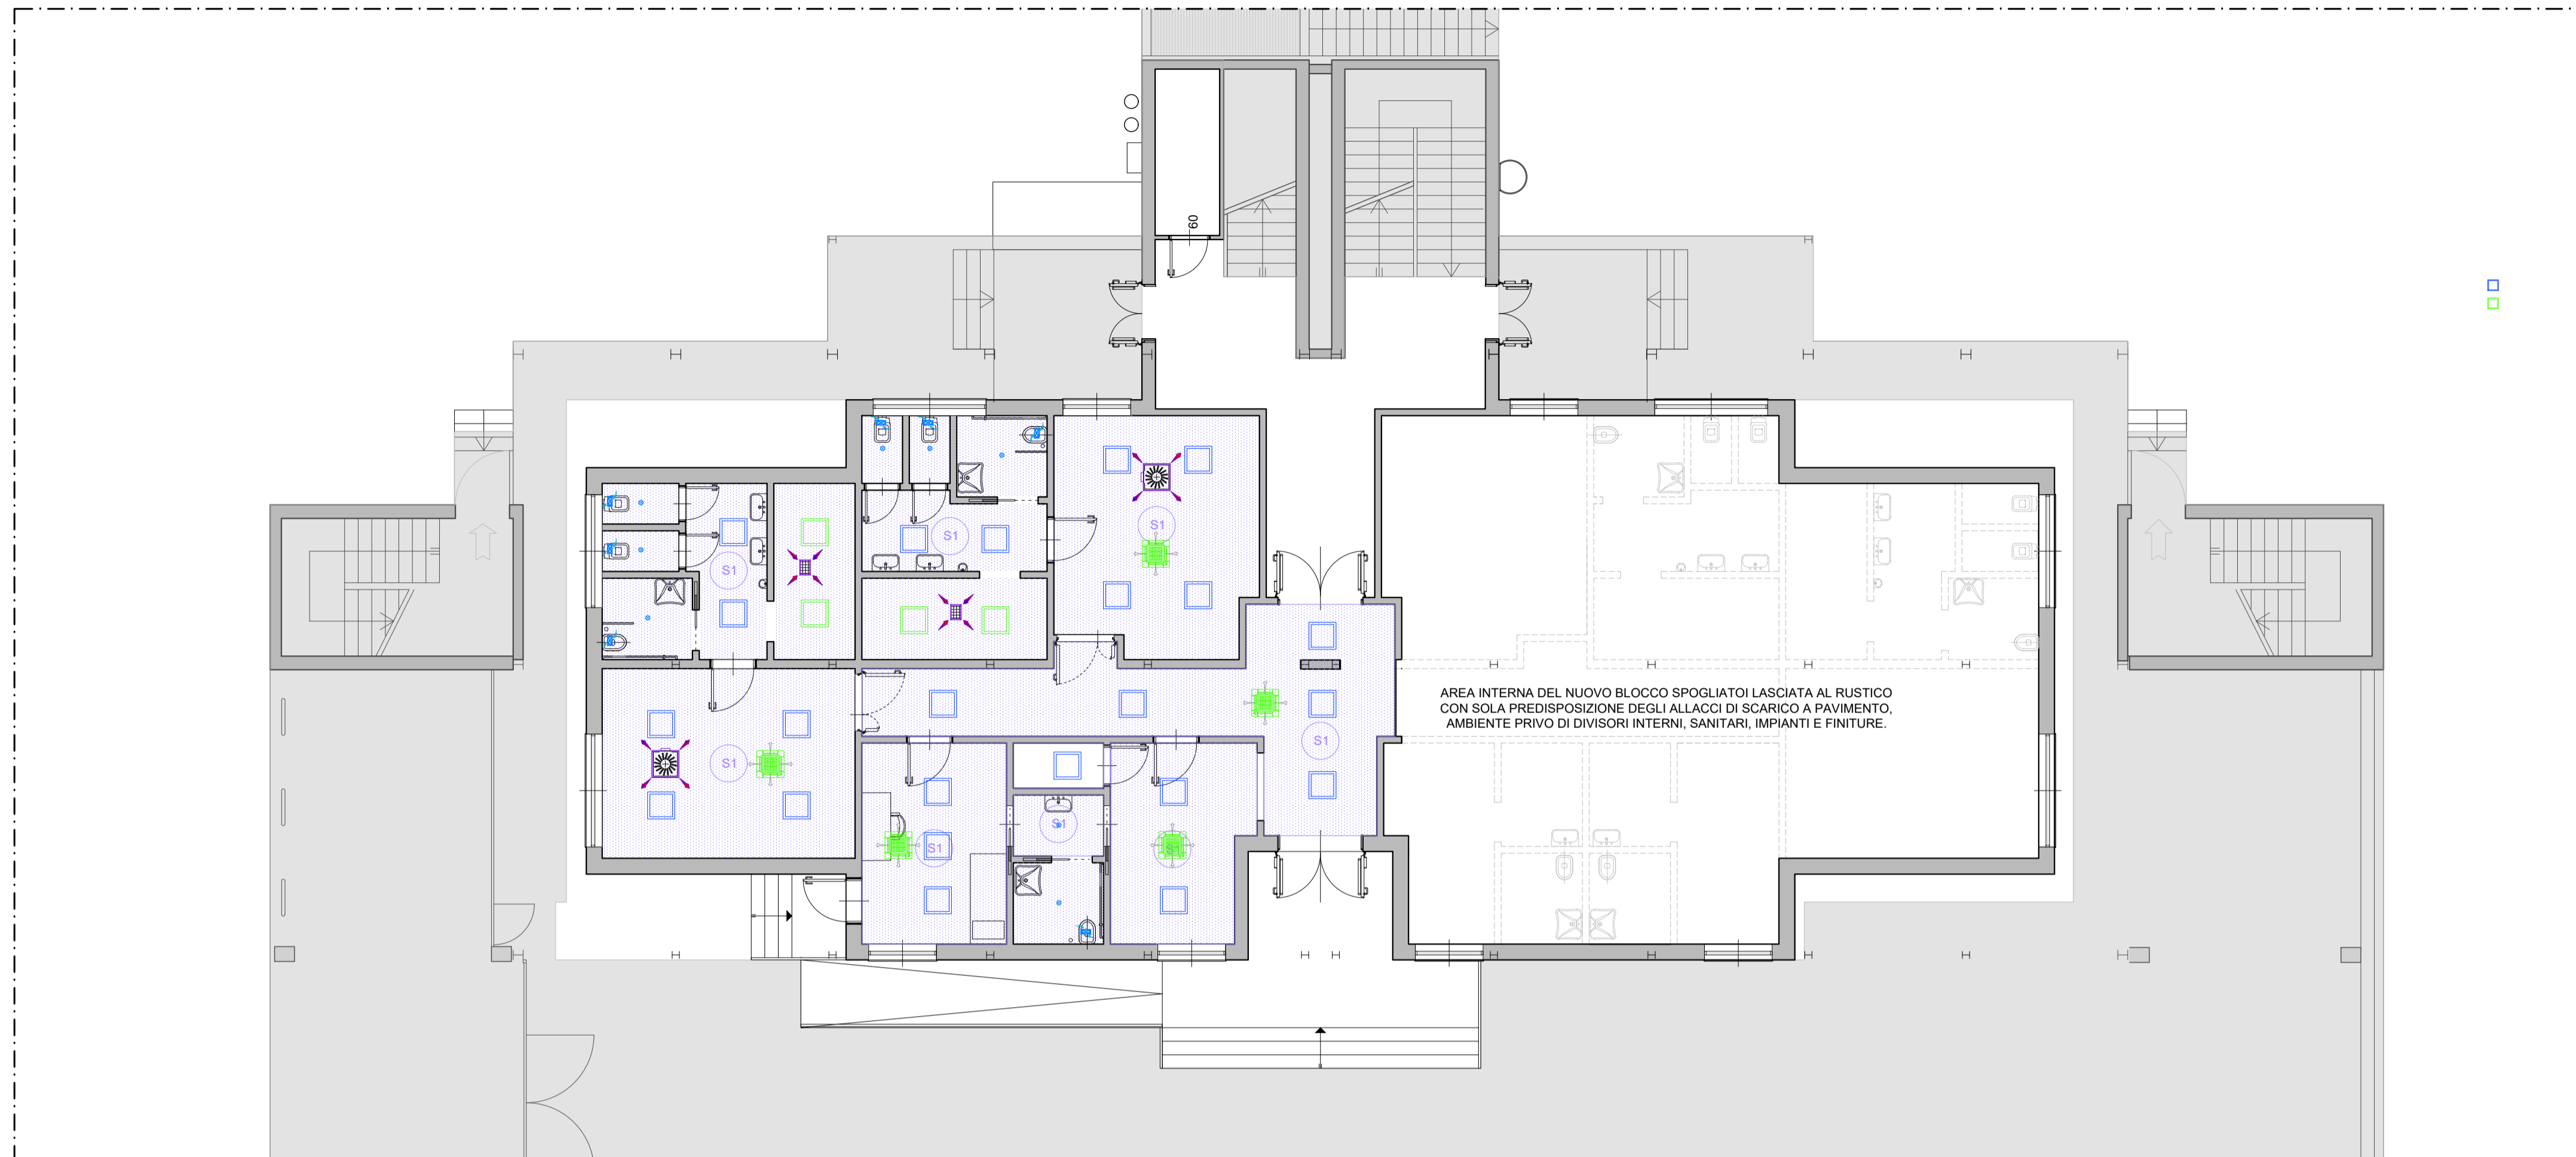 60
S1
S1
S1
AREA INTERNA DEL NUOVO BLOCCO SPOGLIATOI LASCIATA AL RUSTICO
CON SOLA PREDISPOSIZIONE DEGLI ALLACCI DI SCARICO A PAVIMENTO,
AMBIENTE PRIVO DI DIVISORI INTERNI, SANITARI, IMPIANTI E FINITURE.
S1
S1
S1
S1
S1